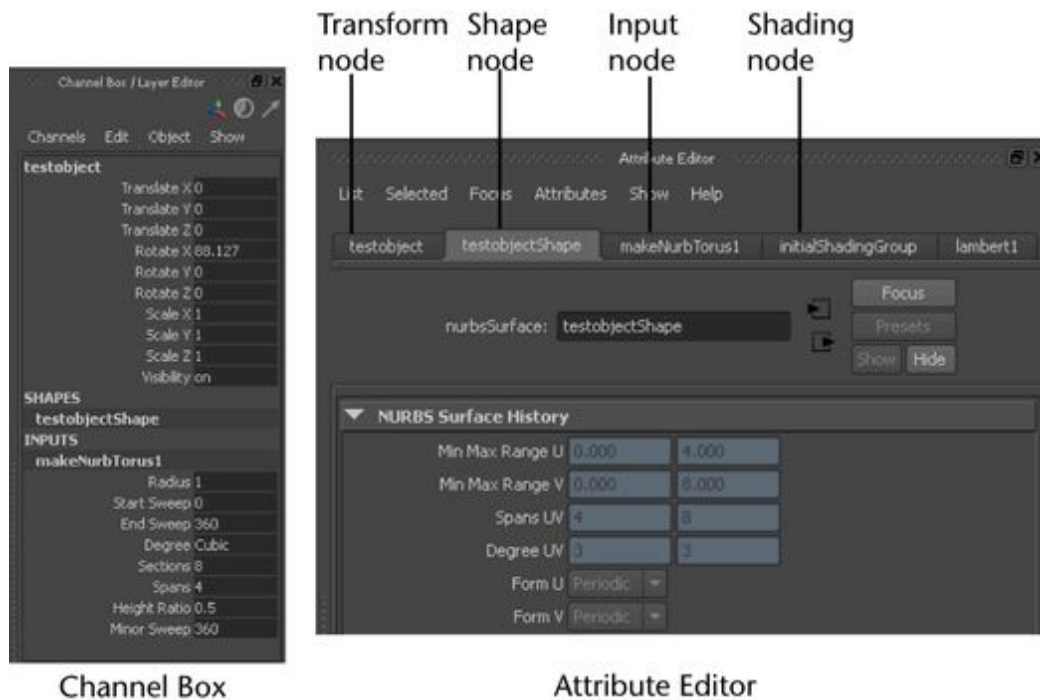 Transform node
Shape node
Input node
Shading node
Channel Box / Layer Editor
Channels Edit Object Show
testobject
Translate X 0
Translate Y 0
Translate Z 0
Rotate X 88.127
Rotate Y 0
Rotate Z 0
Scale X 1
Scale Y 1
Scale Z 1
Visibility on
SHAPES
testobjectShape
INPUTS
makeNurbTorus1
Radius 1
Start Sweep 0
End Sweep 360
Degree Cubic
Sections 8
Spans 4
Height Ratio 0.5
Minor Sweep 360
Channel Box
Attribute Editor
List Selected Focus Attributes Show Help
testobject testobjectShape makeNurbTorus1 initialShadingGroup lambert1
nurbsSurface: testobjectShape
Focus
Presets
Show Hide
NURBS Surface History
Min Max Range U 0.000 4.000
Min Max Range V 0.000 8.000
Spans UV 4 8
Degree UV 3 3
Form U Periodic
Form V Periodic
Attribute Editor